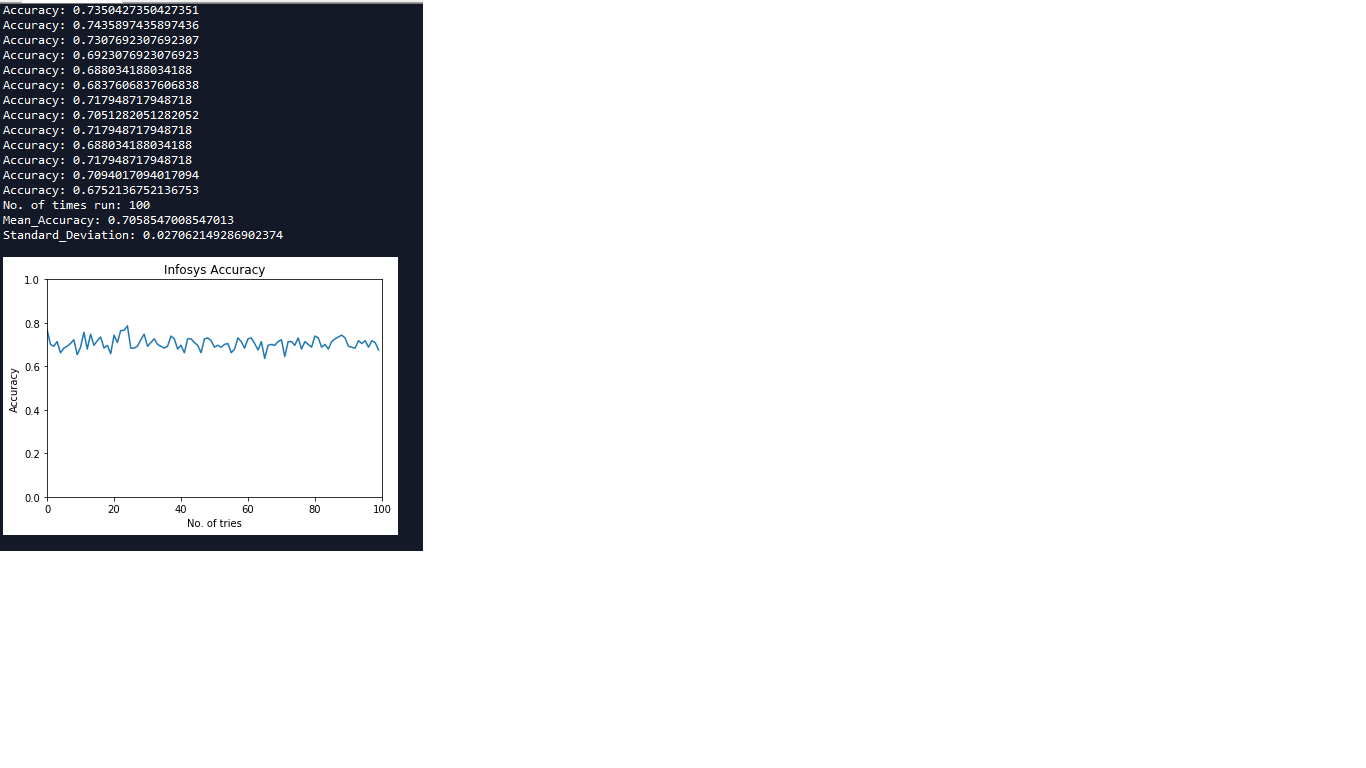 Accuracy: 0.7350427350427351
Accuracy: 0.7435897435897436
Accuracy: 0.7307692307692307
Accuracy: 0.6923076923076923
Accuracy: 0.688034188034188
Accuracy: 0.6837606837606838
Accuracy: 0.717948717948718
Accuracy: 0.7051282051282052
Accuracy: 0.717948717948718
Accuracy: 0.688034188034188
Accuracy: 0.717948717948718
Accuracy: 0.7094017094017094
Accuracy: 0.6752136752136753
No. of times run: 100
Mean_Accuracy: 0.7058547008547013
Standard_Deviation: 0.027062149286902374
Infosys Accuracy
1.0
0.8
0.6
0.4
0.2
0.0
Accuracy
0 20 40 60 80 100
No. of tries